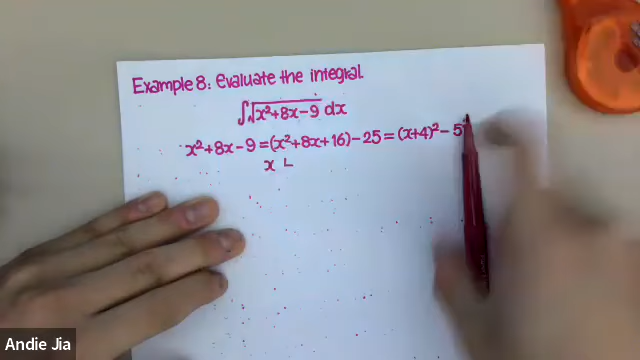 Example 8: Evaluate the integral.
∫√x²+8x-9 dx
x²+8x-9 = (x²+8x+16)-25 = (x+4)²-5²
x
Andie Jia